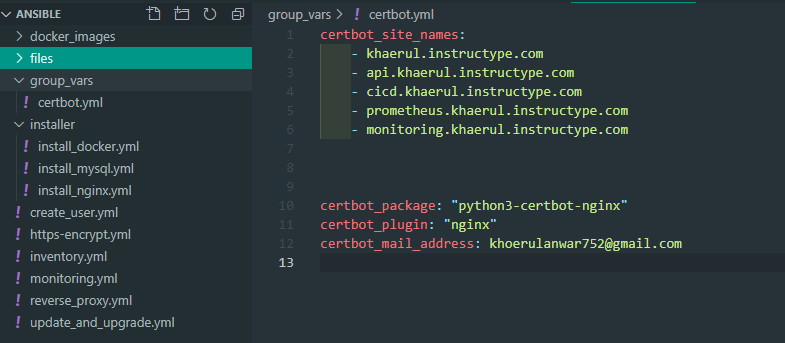 ANSIBLE
docker_images
files
group_vars
! certbot.yml
installer
! install_docker.yml
! install_mysql.yml
! install_nginx.yml
! create_user.yml
! https-encrypt.yml
! inventory.yml
! monitoring.yml
! reverse_proxy.yml
! update_and_upgrade.yml
group_vars > ! certbot.yml
1 certbot_site_names:
2 - khaerul.instructype.com
3 - api.khaerul.instructype.com
4 - cicd.khaerul.instructype.com
5 - prometheus.khaerul.instructype.com
6 - monitoring.khaerul.instructype.com
7
8
9
10 certbot_package: "python3-certbot-nginx"
11 certbot_plugin: "nginx"
12 certbot_mail_address: khoerulanwar752@gmail.com
13